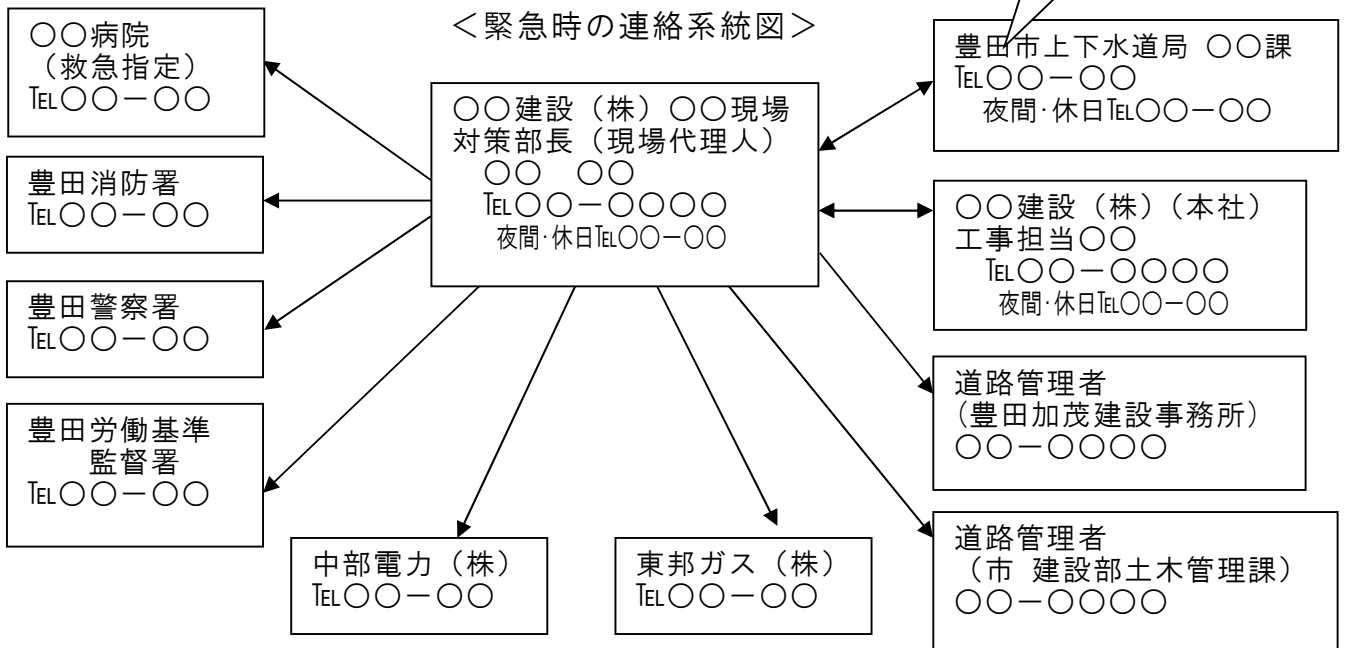 ＜緊急時の連絡系統図＞
○○病院
（救急指定）
℡○○－○○
豊田消防署
℡○○－○○
豊田警察署
℡○○－○○
豊田労働基準
監督署
℡○○－○○
○○建設（株）○○現場
対策部長（現場代理人）
○○　○○
℡○○－○○○○
夜間･休日℡○○－○○
豊田市上下水道局 ○○課
℡○○－○○
夜間･休日℡○○－○○
○○建設（株）（本社）
工事担当○○
℡○○－○○○○
夜間･休日℡○○－○○
道路管理者
（豊田加茂建設事務所）
○○－○○○○
道路管理者
（市 建設部土木管理課）
○○－○○○○
中部電力（株）
℡○○－○○
東邦ガス（株）
℡○○－○○